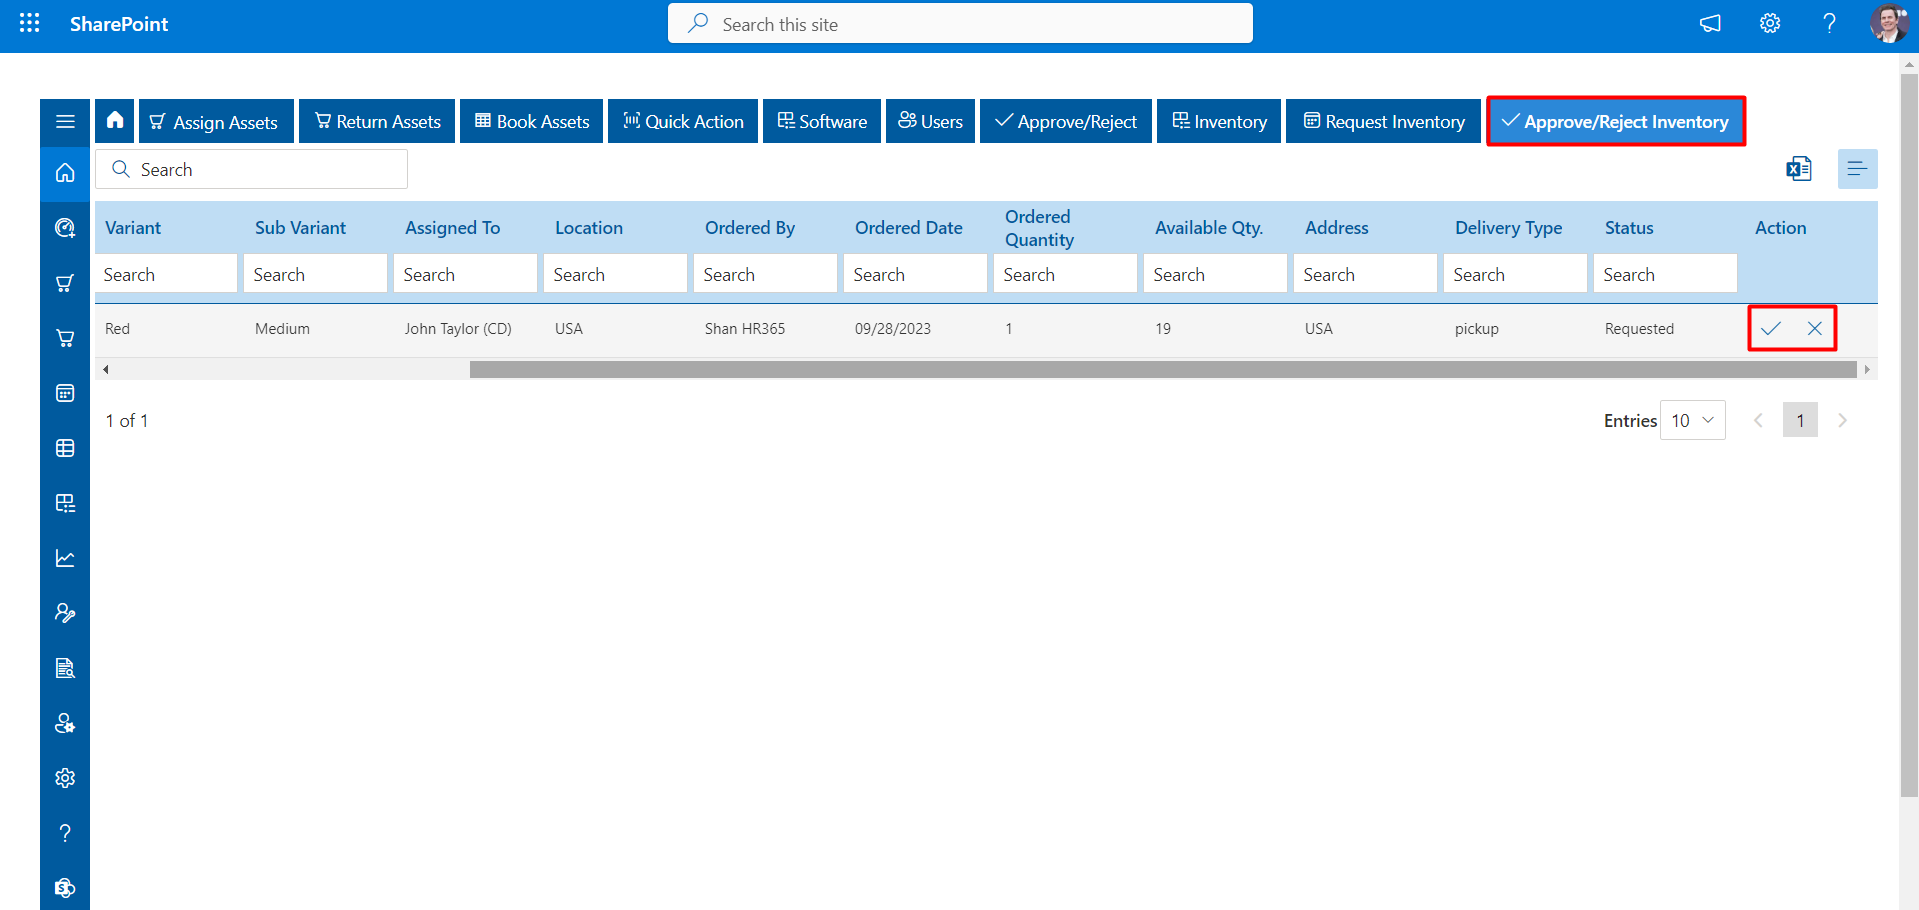 SharePoint
Search this site
Assign Assets
Return Assets
Book Assets
Quick Action
Software
Users
Approve/Reject
Inventory
Request Inventory
Approve/Reject Inventory
Search
Variant Sub Variant Assigned To Location Ordered By Ordered Date Ordered Quantity Available Qty. Address Delivery Type Status Action
Search Search Search Search Search Search Search Search Search Search Search
Red Medium John Taylor (CD) USA Shan HR365 09/28/2023 1 19 USA pickup Requested
1 of 1
Entries 10 1